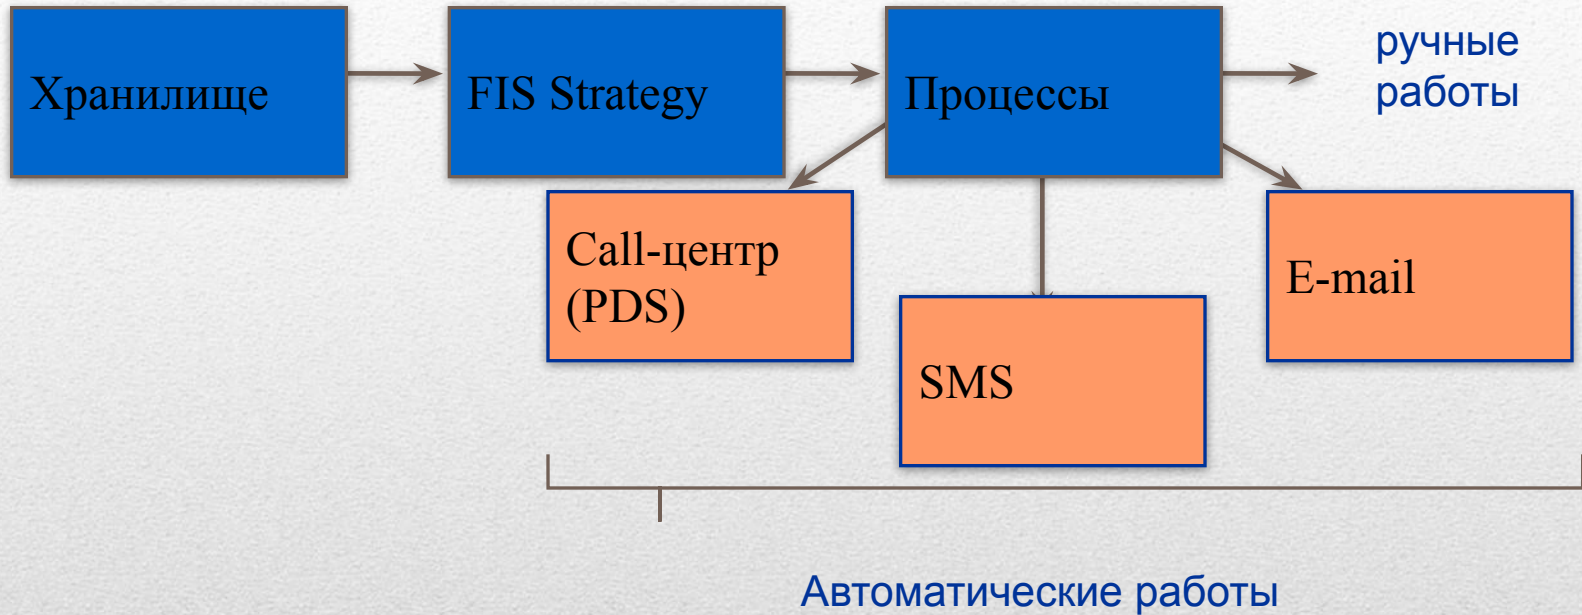 Хранилище
FIS Strategy
Процессы
ручные
работы
Call-центр
(PDS)
SMS
E-mail
Автоматические работы